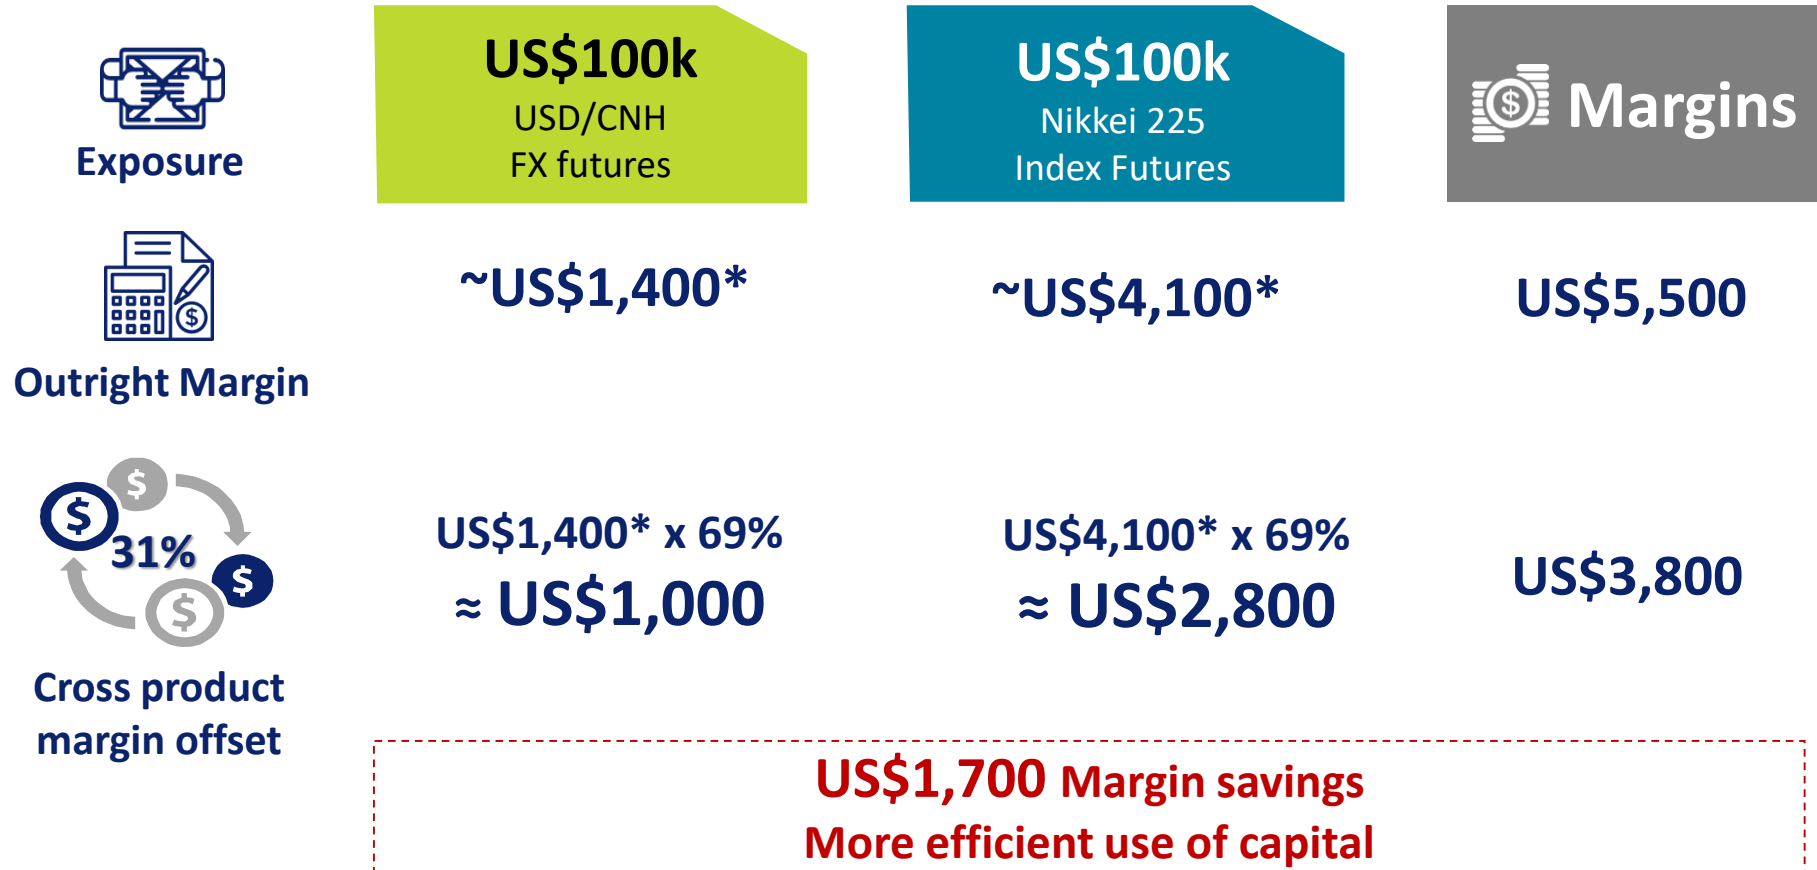 US$100k
USD/CNH
FX futures
US$100k
Nikkei 225
Index Futures
$ Margins
Exposure
~US$1,400*
~US$4,100*
US$5,500
$
Outright Margin
$
$
31%
$
$
US$1,400* x 69%
≈ US$1,000
US$4,100* x 69%
≈ US$2,800
US$3,800
Cross product
margin offset
US$1,700 Margin savings
More efficient use of capital